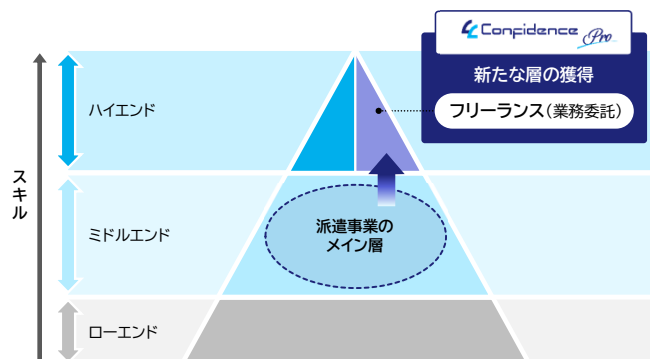 Confidence Pro
新たな層の獲得
フリーランス(業務委託)
ハイエンド
スキル
ミドルエンド
派遣事業の
メイン層
ローエンド